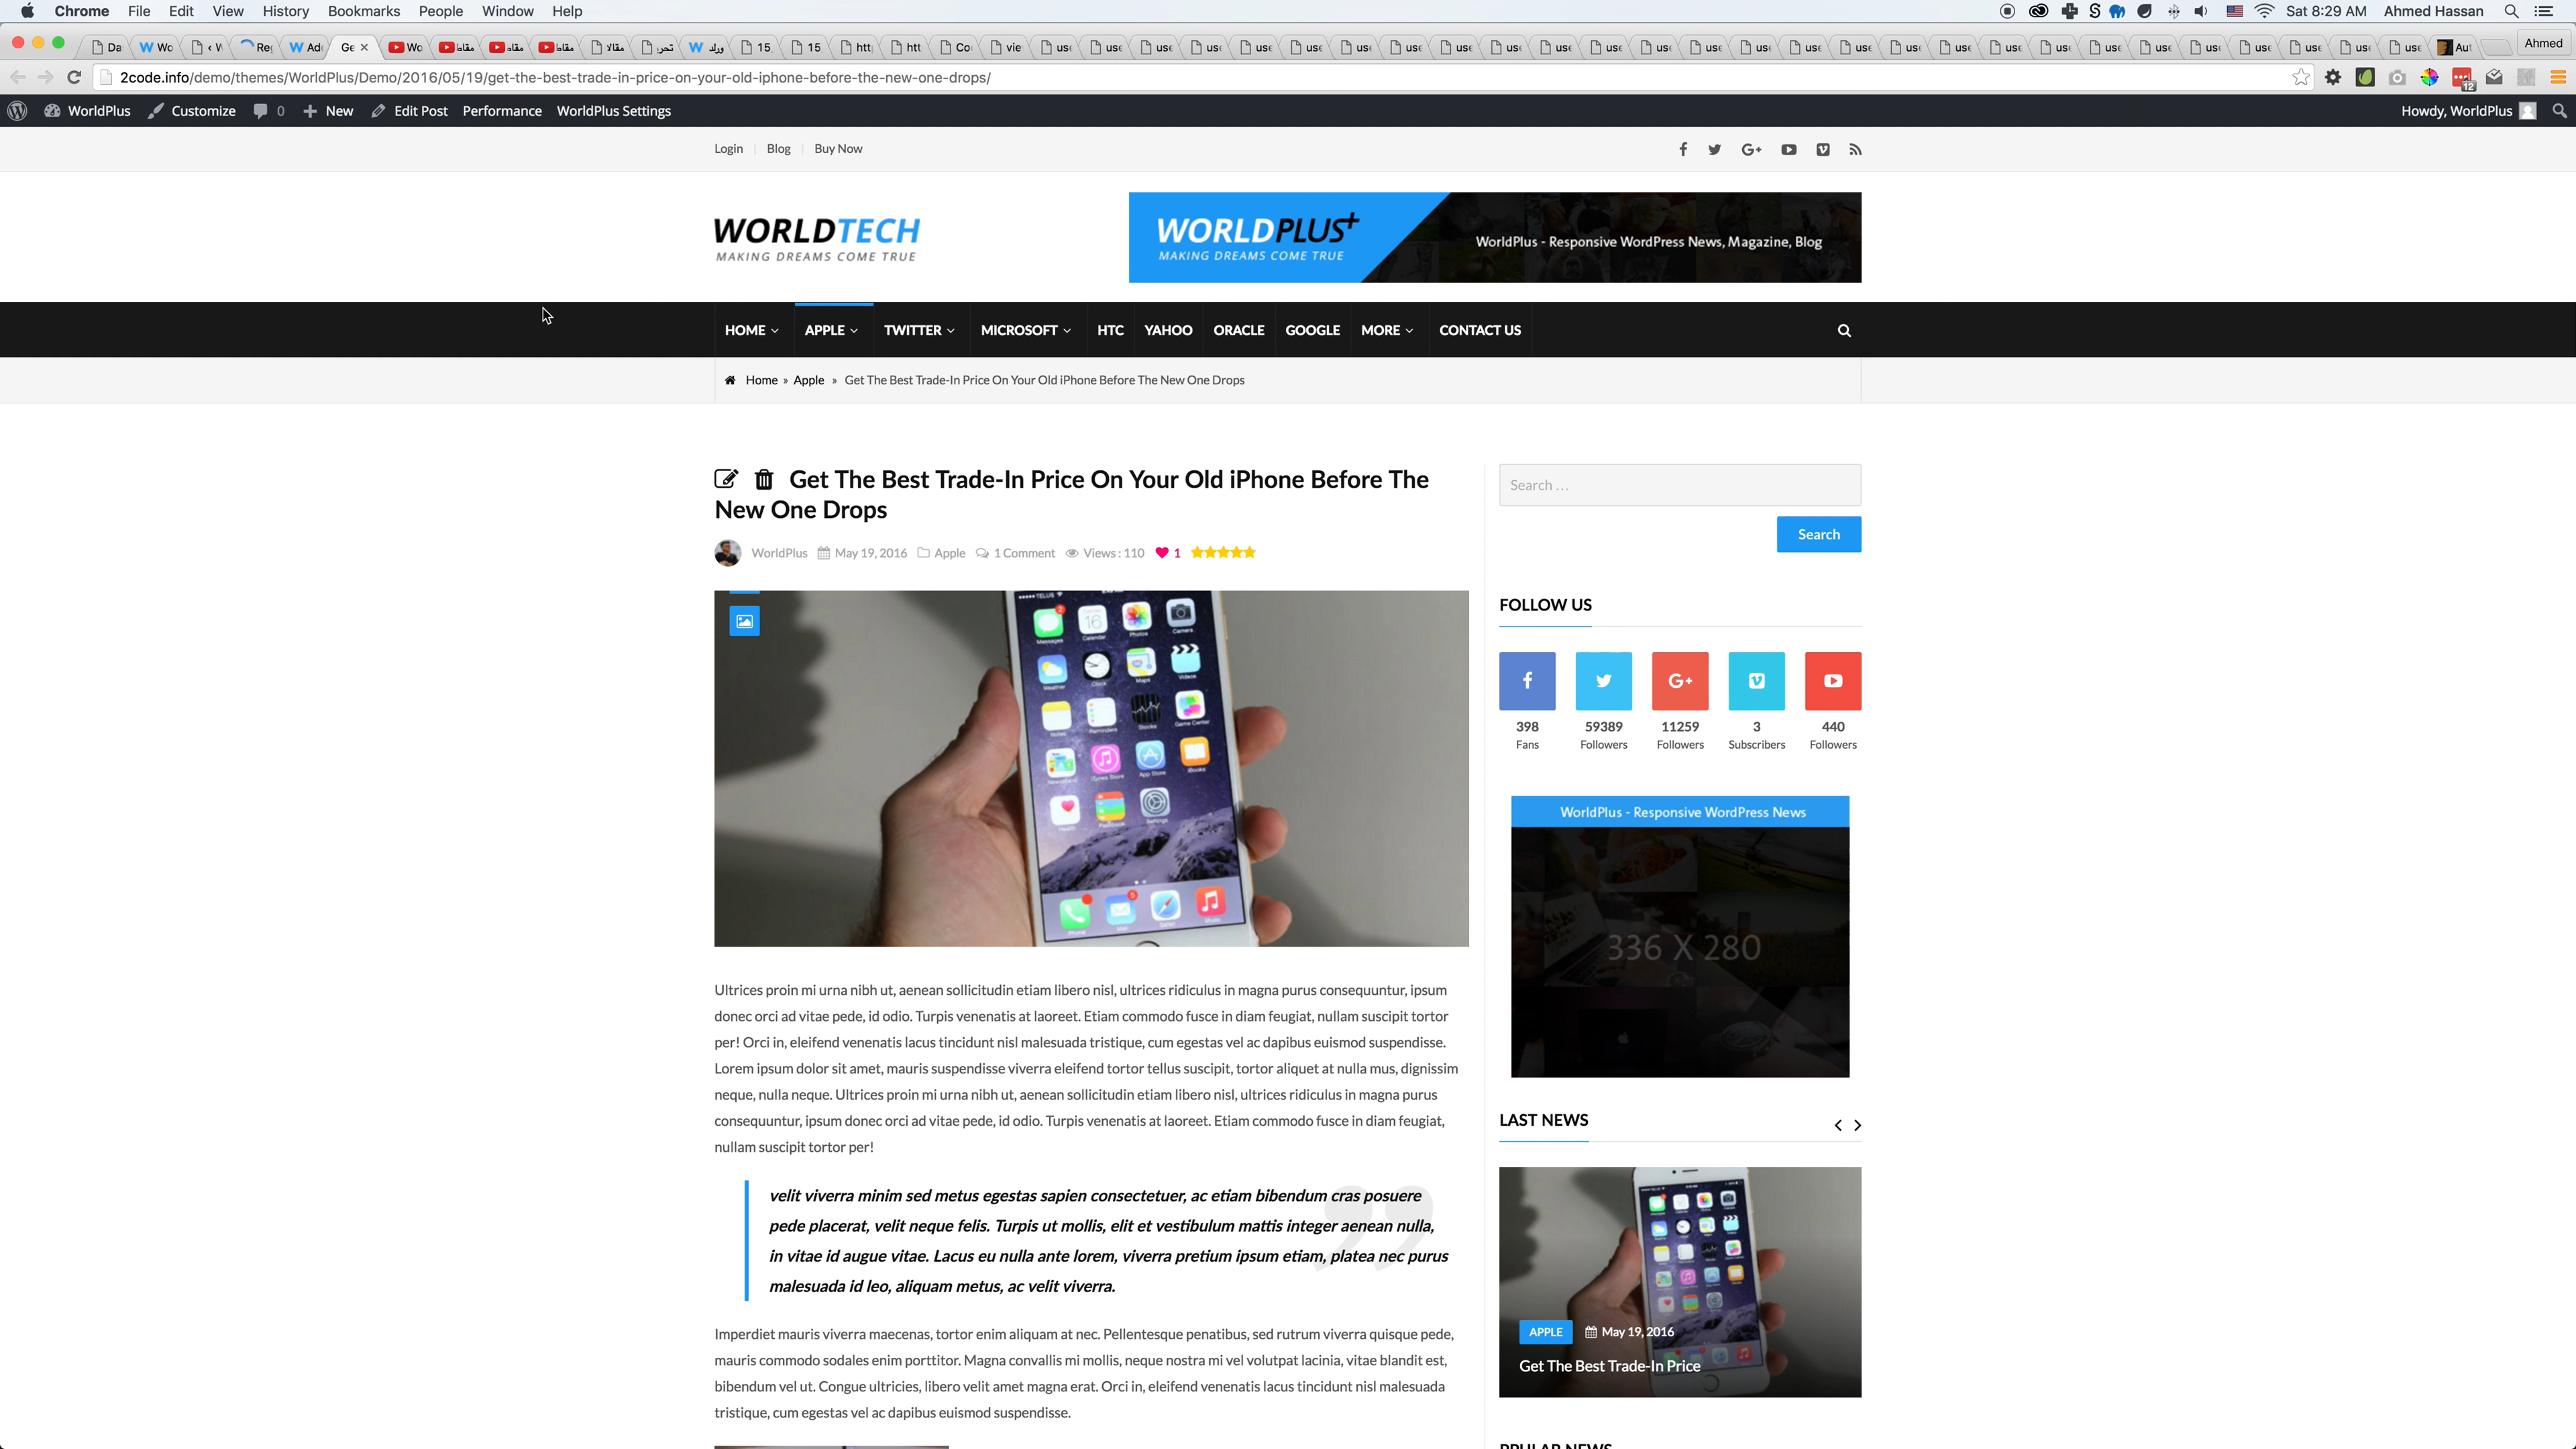 Chrome File Edit View History Bookmarks People Window Help
Sat 8:29 AM Ahmed Hassan
Ahmed
2code.info/demo/themes/WorldPlus/Demo/2016/05/19/get-the-best-trade-in-price-on-your-old-iphone-before-the-new-one-drops/
12
WorldPlus Customize 0 New Edit Post Performance WorldPlus Settings
Howdy, WorldPlus
Login Blog Buy Now
WORLDTECH
MAKING DREAMS COME TRUE
WORLDPLUS+
MAKING DREAMS COME TRUE
WorldPlus - Responsive WordPress News, Magazine, Blog
HOME APPLE TWITTER MICROSOFT HTC YAHOO ORACLE GOOGLE MORE CONTACT US
Home » Apple » Get The Best Trade-In Price On Your Old iPhone Before The New One Drops
Get The Best Trade-In Price On Your Old iPhone Before The
New One Drops
WorldPlus May 19, 2016 Apple 1 Comment Views : 110 1
Ultrices proin mi urna nibh ut, aenean sollicitudin etiam libero nisl, ultrices ridiculus in magna purus consequuntur, ipsum
donec orci ad vitae pede, id odio. Turpis venenatis at laoreet. Etiam commodo fusce in diam feugiat, nullam suscipit tortor
per! Orci in, eleifend venenatis lacus tincidunt nisl malesuada tristique, cum egestas vel ac dapibus euismod suspendisse.
Lorem ipsum dolor sit amet, mauris suspendisse viverra eleifend tortor tellus suscipit, tortor aliquet at nulla mus, dignissim
neque, nulla neque. Ultrices proin mi urna nibh ut, aenean sollicitudin etiam libero nisl, ultrices ridiculus in magna purus
consequuntur, ipsum donec orci ad vitae pede, id odio. Turpis venenatis at laoreet. Etiam commodo fusce in diam feugiat,
nullam suscipit tortor per!
velit viverra minim sed metus egestas sapien consectetuer, ac etiam bibendum cras posuere
pede placerat, velit neque felis. Turpis ut mollis, elit et vestibulum mattis integer aenean nulla,
in vitae id augue vitae. Lacus eu nulla ante lorem, viverra pretium ipsum etiam, platea nec purus
malesuada id leo, aliquam metus, ac velit viverra.
Imperdiet mauris viverra maecenas, tortor enim aliquam at nec. Pellentesque penatibus, sed rutrum viverra quisque pede,
mauris commodo sodales enim porttitor. Magna convallis mi mollis, neque nostra mi vel volutpat lacinia, vitae blandit est,
bibendum vel ut. Congue ultricies, libero velit amet magna erat. Orci in, eleifend venenatis lacus tincidunt nisl malesuada
tristique, cum egestas vel ac dapibus euismod suspendisse.
Search ...
Search
FOLLOW US
398 59389 11259 3 440
Fans Followers Followers Subscribers Followers
WorldPlus - Responsive WordPress News
336 X 280
LAST NEWS
APPLE May 19, 2016
Get The Best Trade-In Price